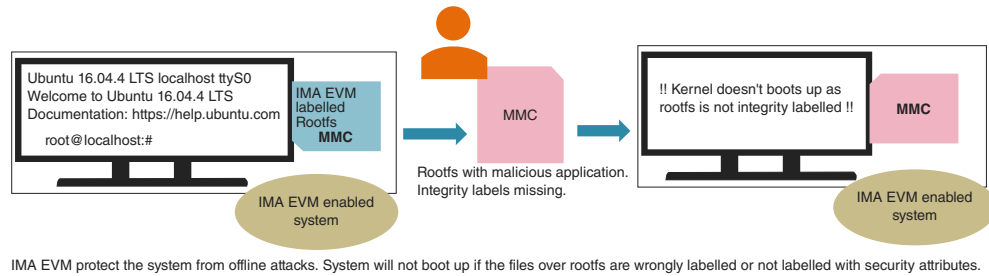 Ubuntu 16.04.4 LTS localhost ttyS0
Welcome to Ubuntu 16.04.4 LTS
Documentation: https://help.ubuntu.com
root@localhost:#
IMA EVM
labelled
Rootfs
MMC
IMA EVM enabled
system
MMC
Rootfs with malicious application.
Integrity labels missing.
!! Kernel doesn't boots up as
rootfs is not integrity labelled !!
MMC
IMA EVM enabled
system
IMA EVM protect the system from offline attacks. System will not boot up if the files over rootfs are wrongly labelled or not labelled with security attributes.